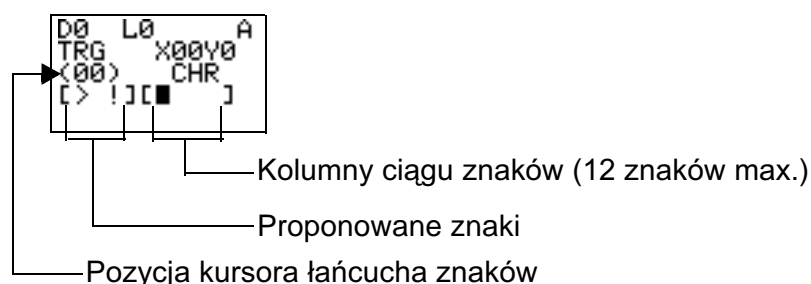 D0 L0 A
TRG X00Y0
(00) CHR
[> !][█ ]
Kolumny ciągu znaków (12 znaków max.)
Proponowane znaki
Pozycja kursora łańcucha znaków